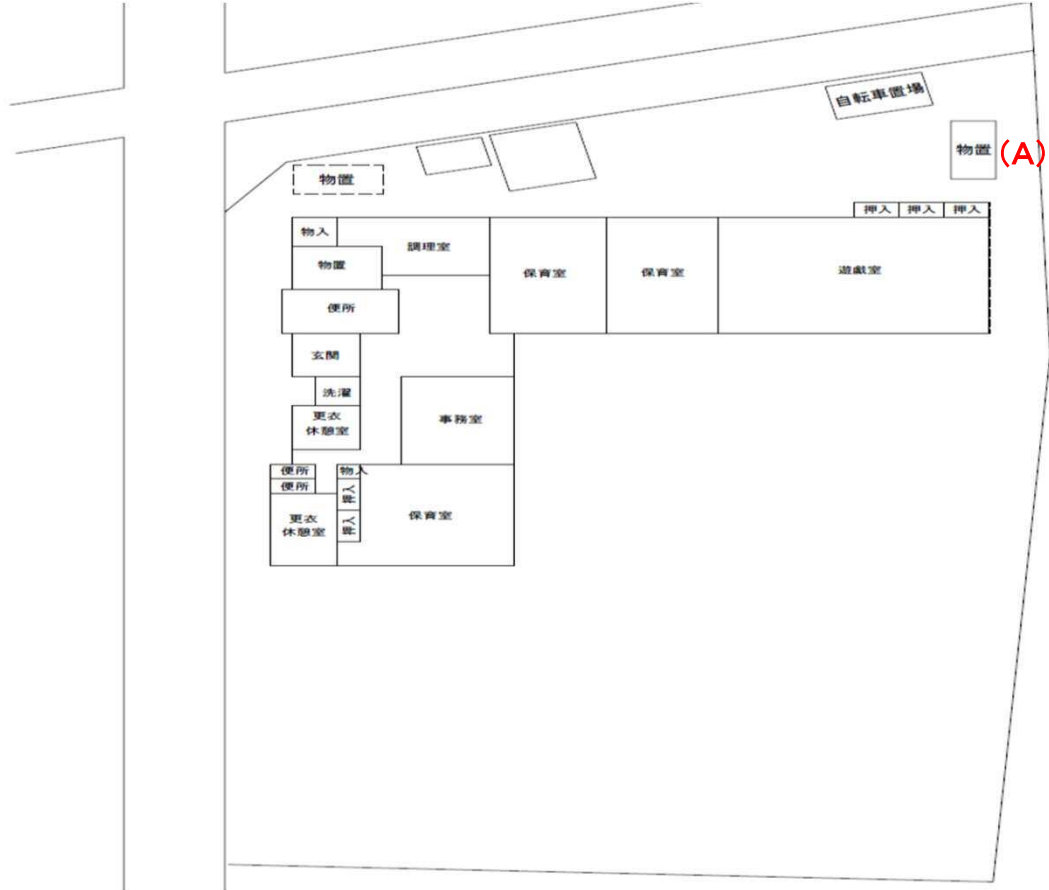 自転車置場
物置
(A)
物置
押入
押入
押入
物入
調理室
物置
保育室
保育室
遊戯室
便所
玄関
洗濯
事務室
更衣
休憩室
便所
物入
便所
押入
保育室
押入
更衣
休憩室